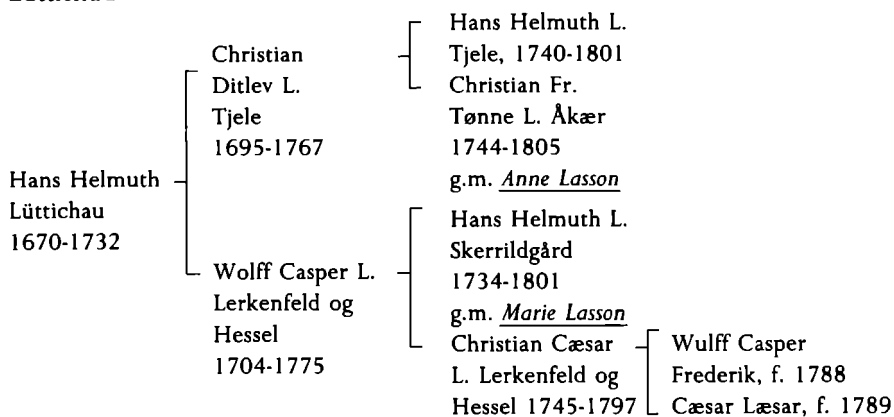 Hans Helmuth
Lüttichau
1670-1732
Christian
Ditlev L.
Tjele
1695-1767
Hans Helmuth L.
Tjele, 1740-1801
Christian Fr.
Tønne L. Åkær
1744-1805
g.m. Anne Lasson
Wolff Casper L.
Lerkenfeld og
Hessel
1704-1775
Hans Helmuth L.
Skerrildgård
1734-1801
g.m. Marie Lasson
Christian Cæsar
L. Lerkenfeld og
Hessel 1745-1797
Wulff Casper
Frederik, f. 1788
Cæsar Læsar, f. 1789